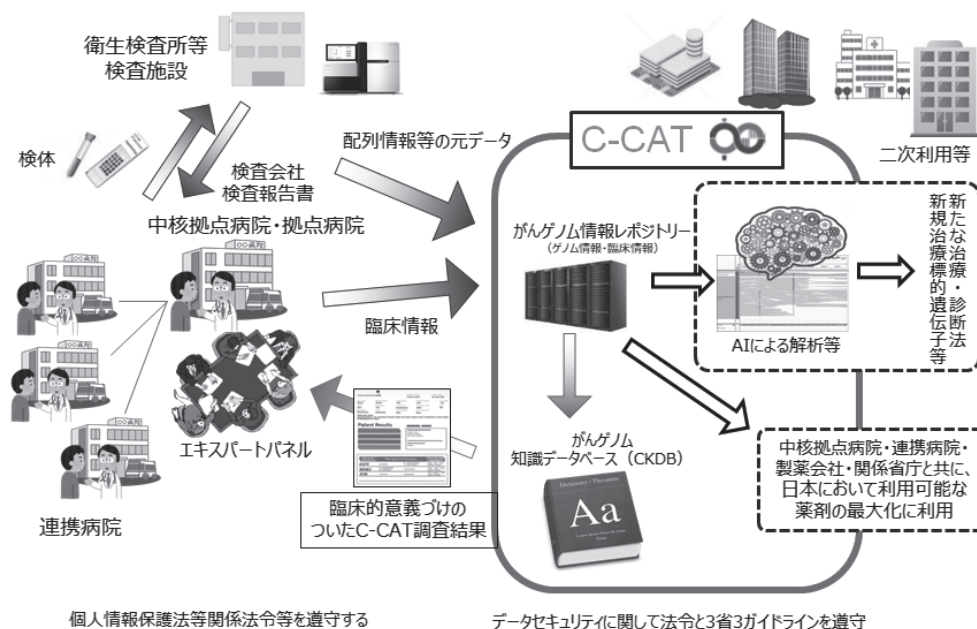 衛生検査所等
検査施設
検体
検査会社
検査報告書
配列情報等の元データ
中核拠点病院・拠点病院
臨床情報
エキスパートパネル
連携病院
Patient Results
臨床的意義づけの
ついたC-CAT調査結果
C-CAT
二次利用等
がんゲノム情報レポジトリー
(ゲノム情報・臨床情報)
AIによる解析等
新たな治療・診断法
新規治療標的遺伝子等
がんゲノム
知識データベース（CKDB）
Dictionary / Thesaurus
Aa
中核拠点病院・連携病院・
製薬会社・関係省庁と共に、
日本において利用可能な
薬剤の最大化に利用
個人情報保護法等関係法令等を遵守する
データセキュリティに関して法令と3省3ガイドラインを遵守